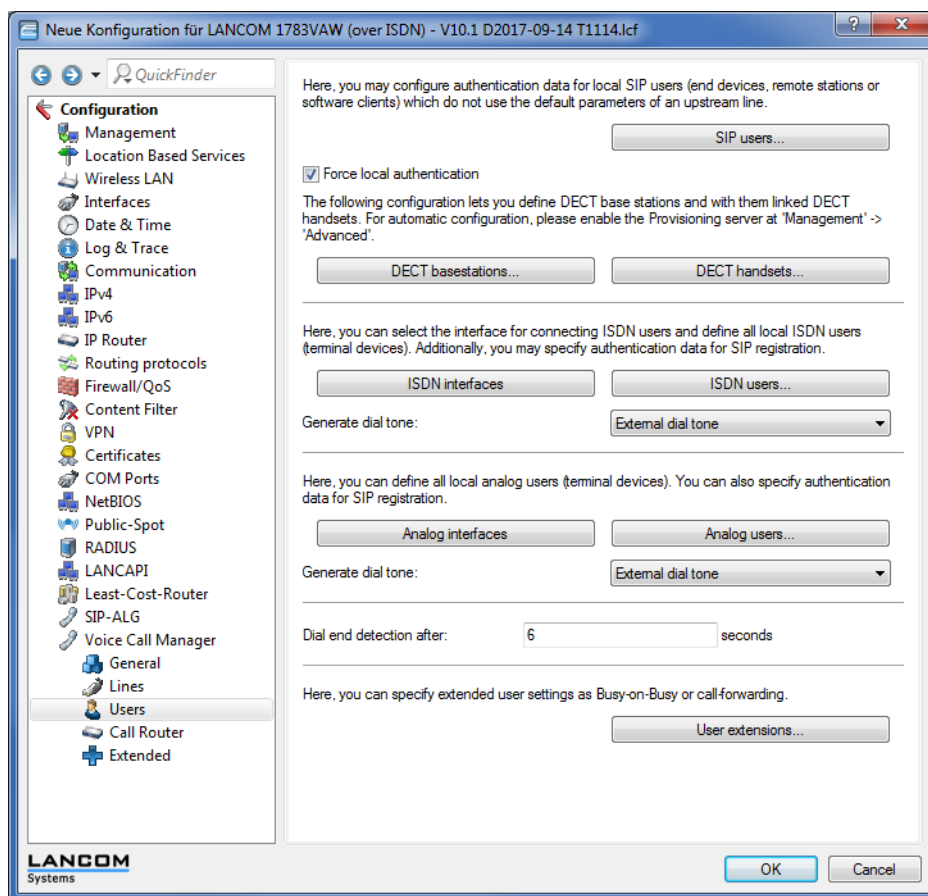 Neue Konfiguration für LANCOM 1783VAW (over ISDN) - V10.1 D2017-09-14 T1114.lcf
QuickFinder
Configuration
Management
Location Based Services
Wireless LAN
Interfaces
Date & Time
Log & Trace
Communication
IPv4
IPv6
IP Router
Routing protocols
Firewall/QoS
Content Filter
VPN
Certificates
COM Ports
NetBIOS
Public-Spot
RADIUS
LANCAPI
Least-Cost-Router
SIP-ALG
Voice Call Manager
General
Lines
Users
Call Router
Extended
Here, you may configure authentication data for local SIP users (end devices, remote stations or
software clients) which do not use the default parameters of an upstream line.
SIP users...
Force local authentication
The following configuration lets you define DECT base stations and with them linked DECT
handsets. For automatic configuration, please enable the Provisioning server at 'Management' ->
'Advanced'.
DECT basestations... DECT handsets...
Here, you can select the interface for connecting ISDN users and define all local ISDN users
(terminal devices). Additionally, you may specify authentication data for SIP registration.
ISDN interfaces ISDN users...
Generate dial tone: External dial tone
Here, you can define all local analog users (terminal devices). You can also specify authentication
data for SIP registration.
Analog interfaces Analog users...
Generate dial tone: External dial tone
Dial end detection after: 6 seconds
Here, you can specify extended user settings as Busy-on-Busy or call-forwarding.
User extensions...
LANCOM
Systems
OK Cancel